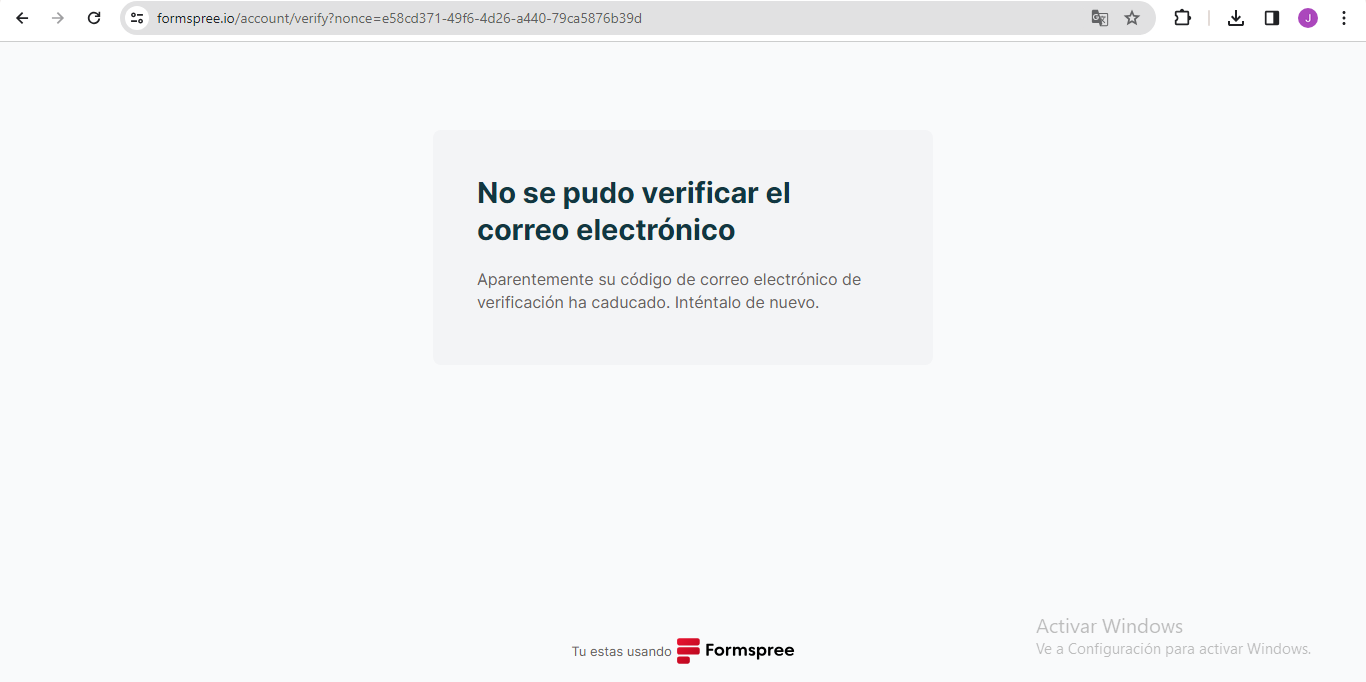 formspree.io/account/verify?nonce=e58cd371-49f6-4d26-a440-79ca5876b39d
J
No se pudo verificar el
correo electrónico
Aparentemente su código de correo electrónico de
verificación ha caducado. Inténtalo de nuevo.
Activar Windows
Ve a Configuración para activar Windows.
Tu estas usando Formspree